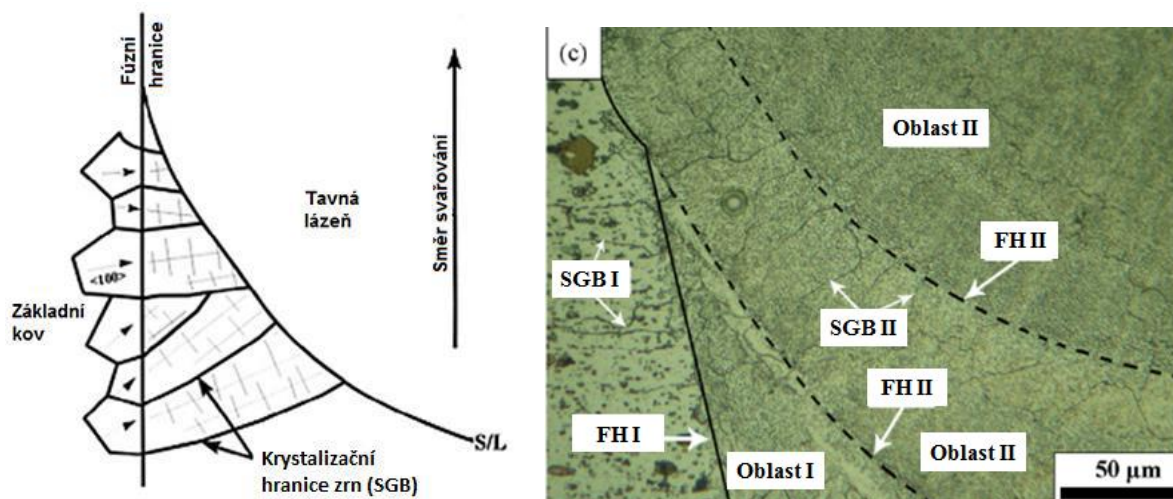 Fúzní
hranice
Směr svařování
Tavná
lázeň
<100>
Základní
kov
S/L
Krystalizační
hranice zrn (SGB)
(c)
Oblast II
FH II
SGB I
SGB II
FH II
FH I
Oblast I
Oblast II
50 µm